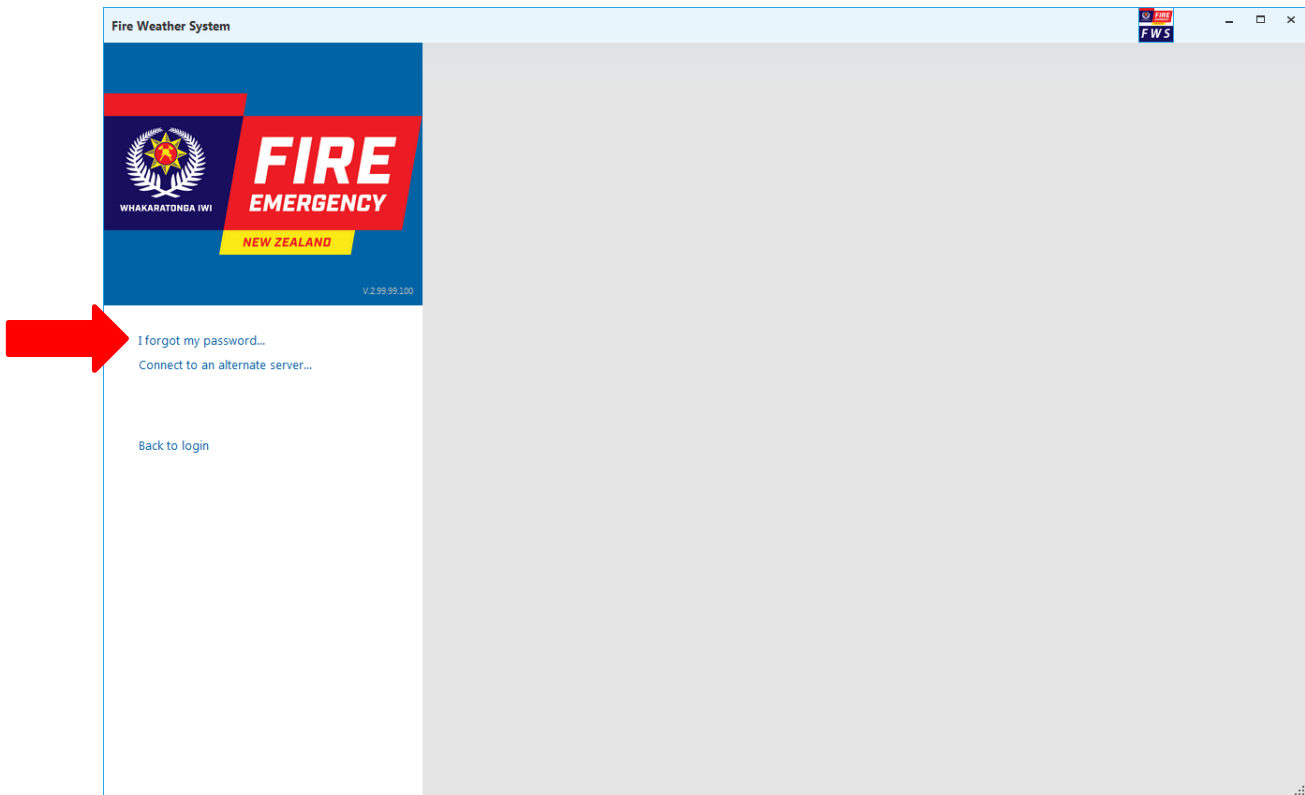 Fire Weather System
FIRE
FWS
WHAKARATONGA IWI
FIRE
EMERGENCY
NEW ZEALAND
V.2.99.99.100
I forgot my password...
Connect to an alternate server...
Back to login